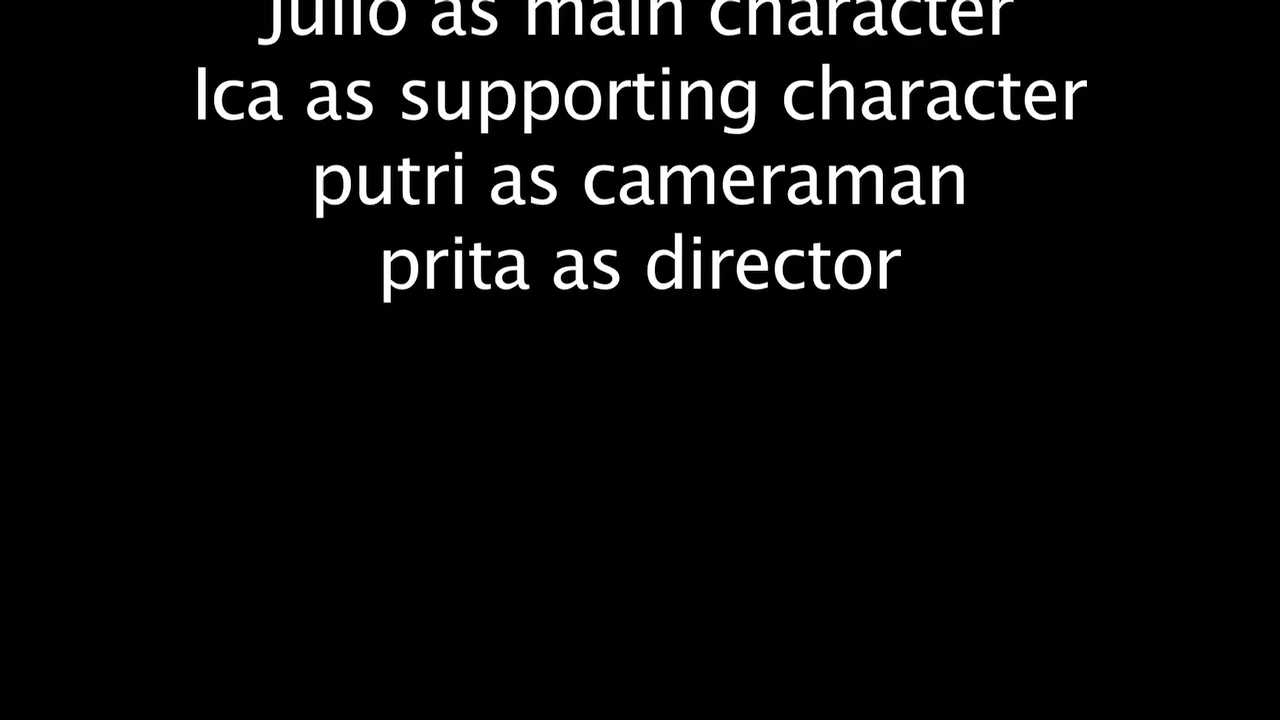 Julio as main character
Ica as supporting character
putri as cameraman
prita as director